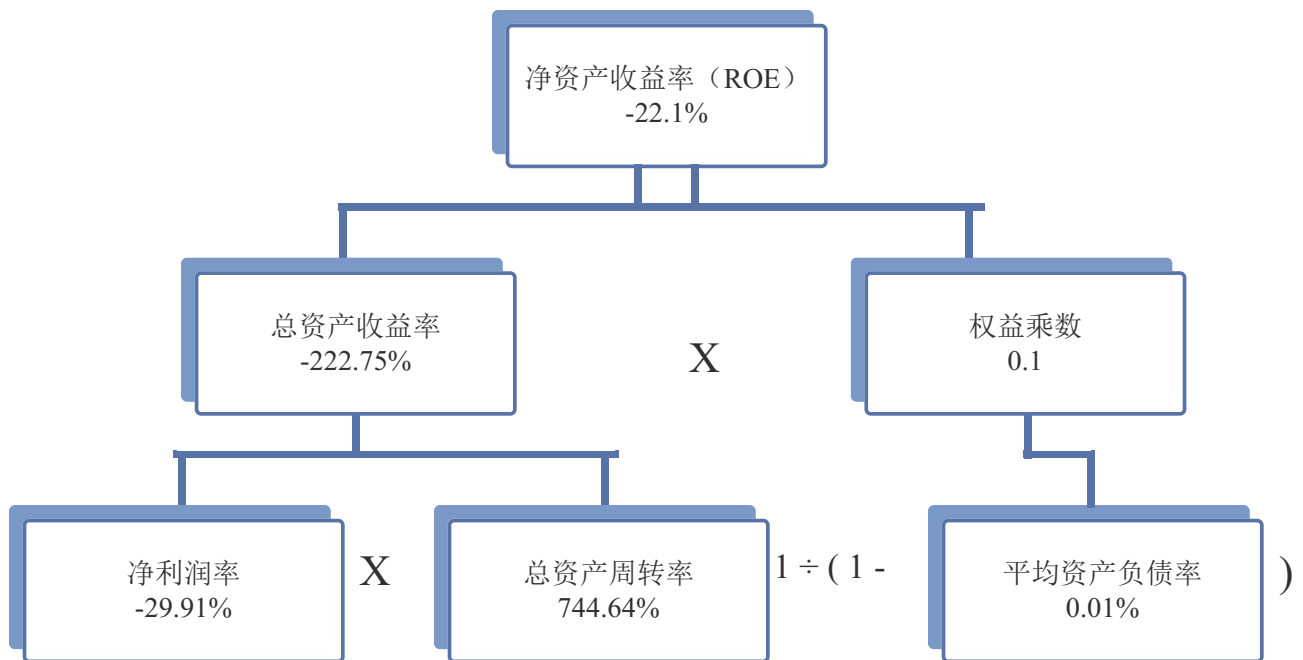 净资产收益率（ROE）
-22.1%
总资产收益率
-222.75%
X
权益乘数
0.1
净利润率
-29.91%
X
总资产周转率
744.64%
1 ÷ ( 1 -
平均资产负债率
0.01%
)